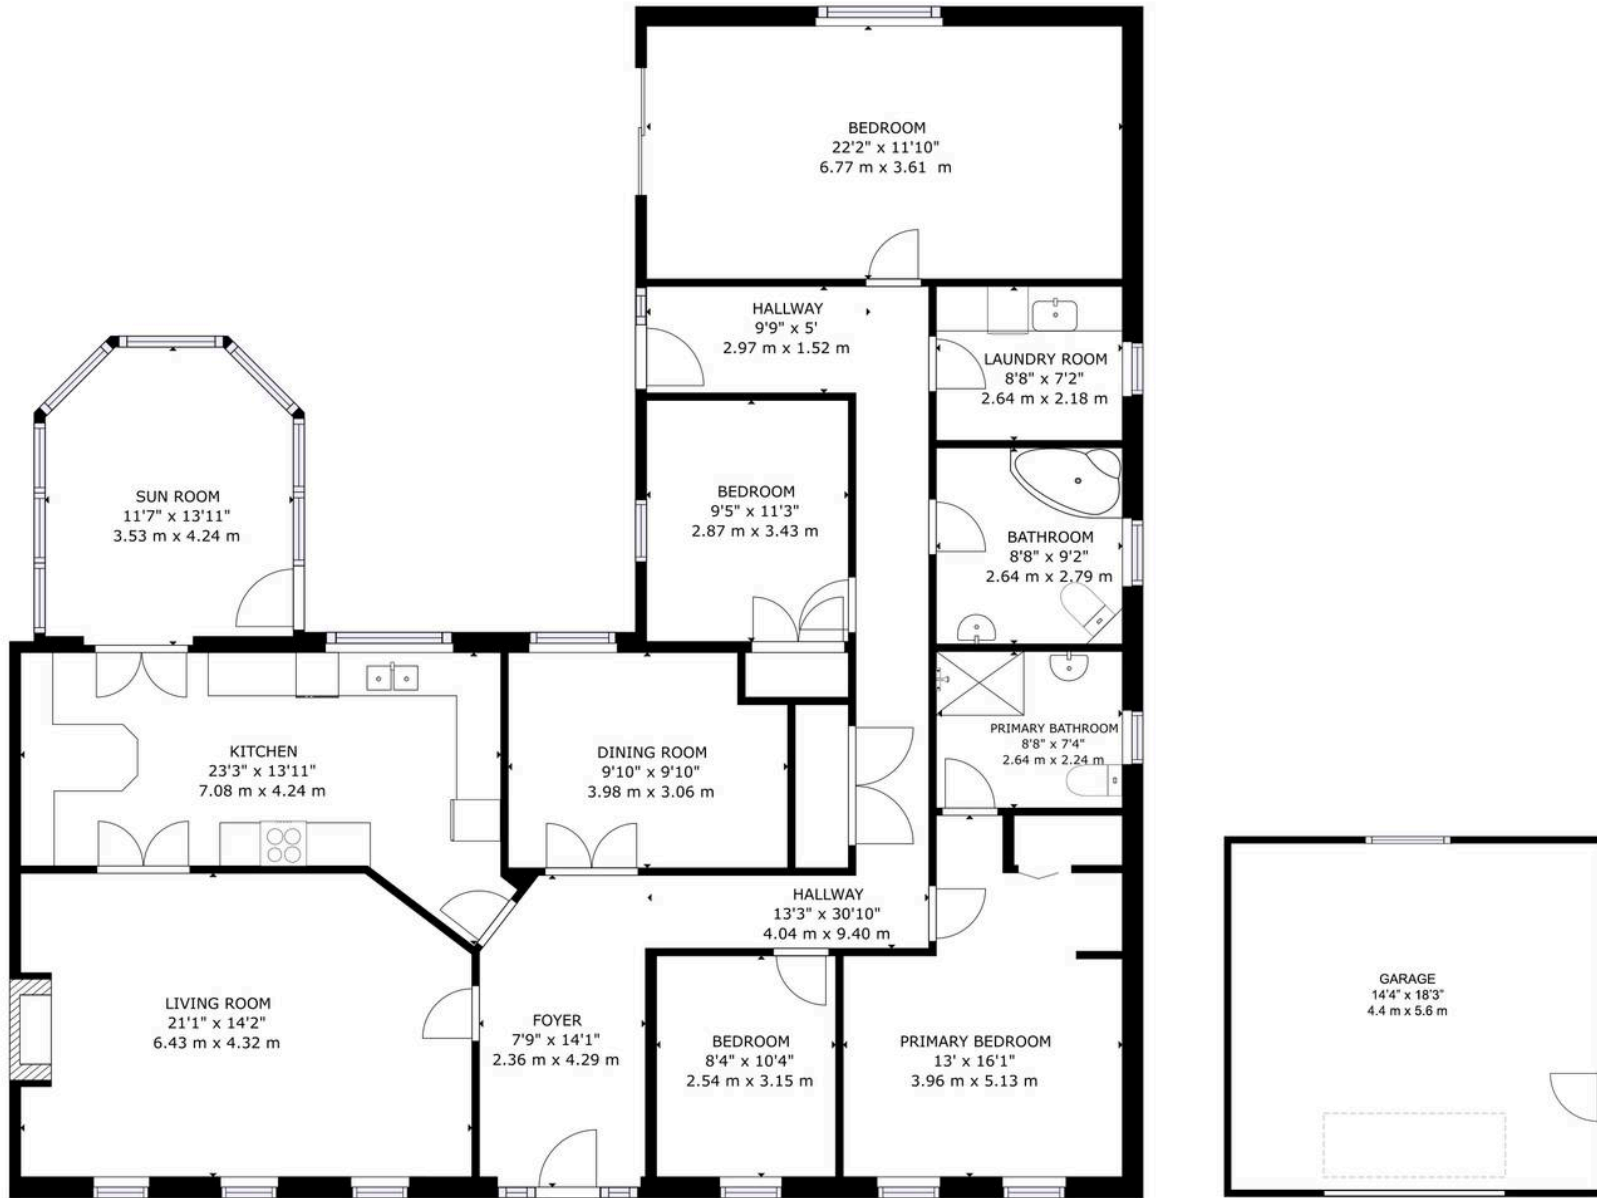 BEDROOM
22'2" x 11'10"
6.77 m x 3.61 m
HALLWAY
9'9" x 5'
2.97 m x 1.52 m
LAUNDRY ROOM
8'8" x 7'2"
2.64 m x 2.18 m
SUN ROOM
11'7" x 13'11"
3.53 m x 4.24 m
BEDROOM
9'5" x 11'3"
2.87 m x 3.43 m
BATHROOM
8'8" x 9'2"
2.64 m x 2.79 m
KITCHEN
23'3" x 13'11"
7.08 m x 4.24 m
DINING ROOM
9'10" x 9'10"
3.98 m x 3.06 m
PRIMARY BATHROOM
8'8" x 7'4"
2.64 m x 2.24 m
HALLWAY
13'3" x 30'10"
4.04 m x 9.40 m
LIVING ROOM
21'1" x 14'2"
6.43 m x 4.32 m
FOYER
7'9" x 14'1"
2.36 m x 4.29 m
BEDROOM
8'4" x 10'4"
2.54 m x 3.15 m
PRIMARY BEDROOM
13' x 16'1"
3.96 m x 5.13 m
GARAGE
14'4" x 18'3"
4.4 m x 5.6 m